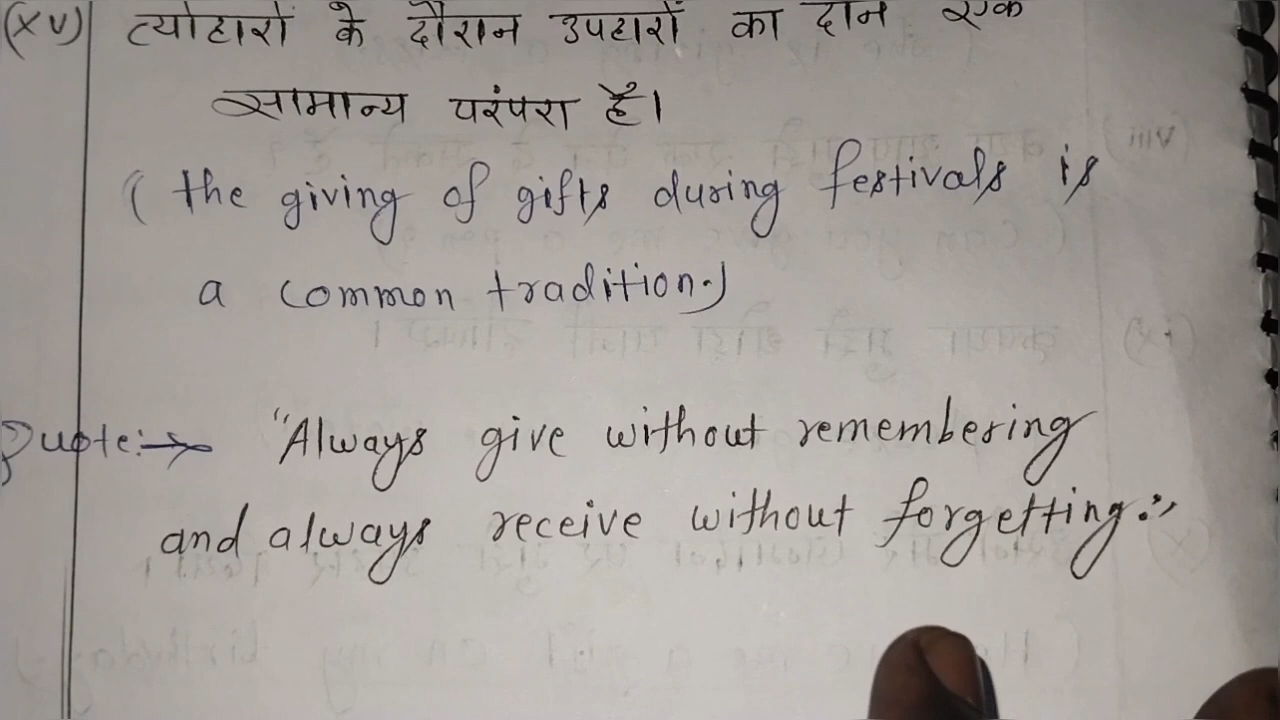 (xv) त्योहारों के दौरान उपहारों का दान एक
सामान्य परंपरा है।
( the giving of gifts during festivals is
a common tradition.)
Quote:→ "Always give without remembering
and always receive without forgetting."